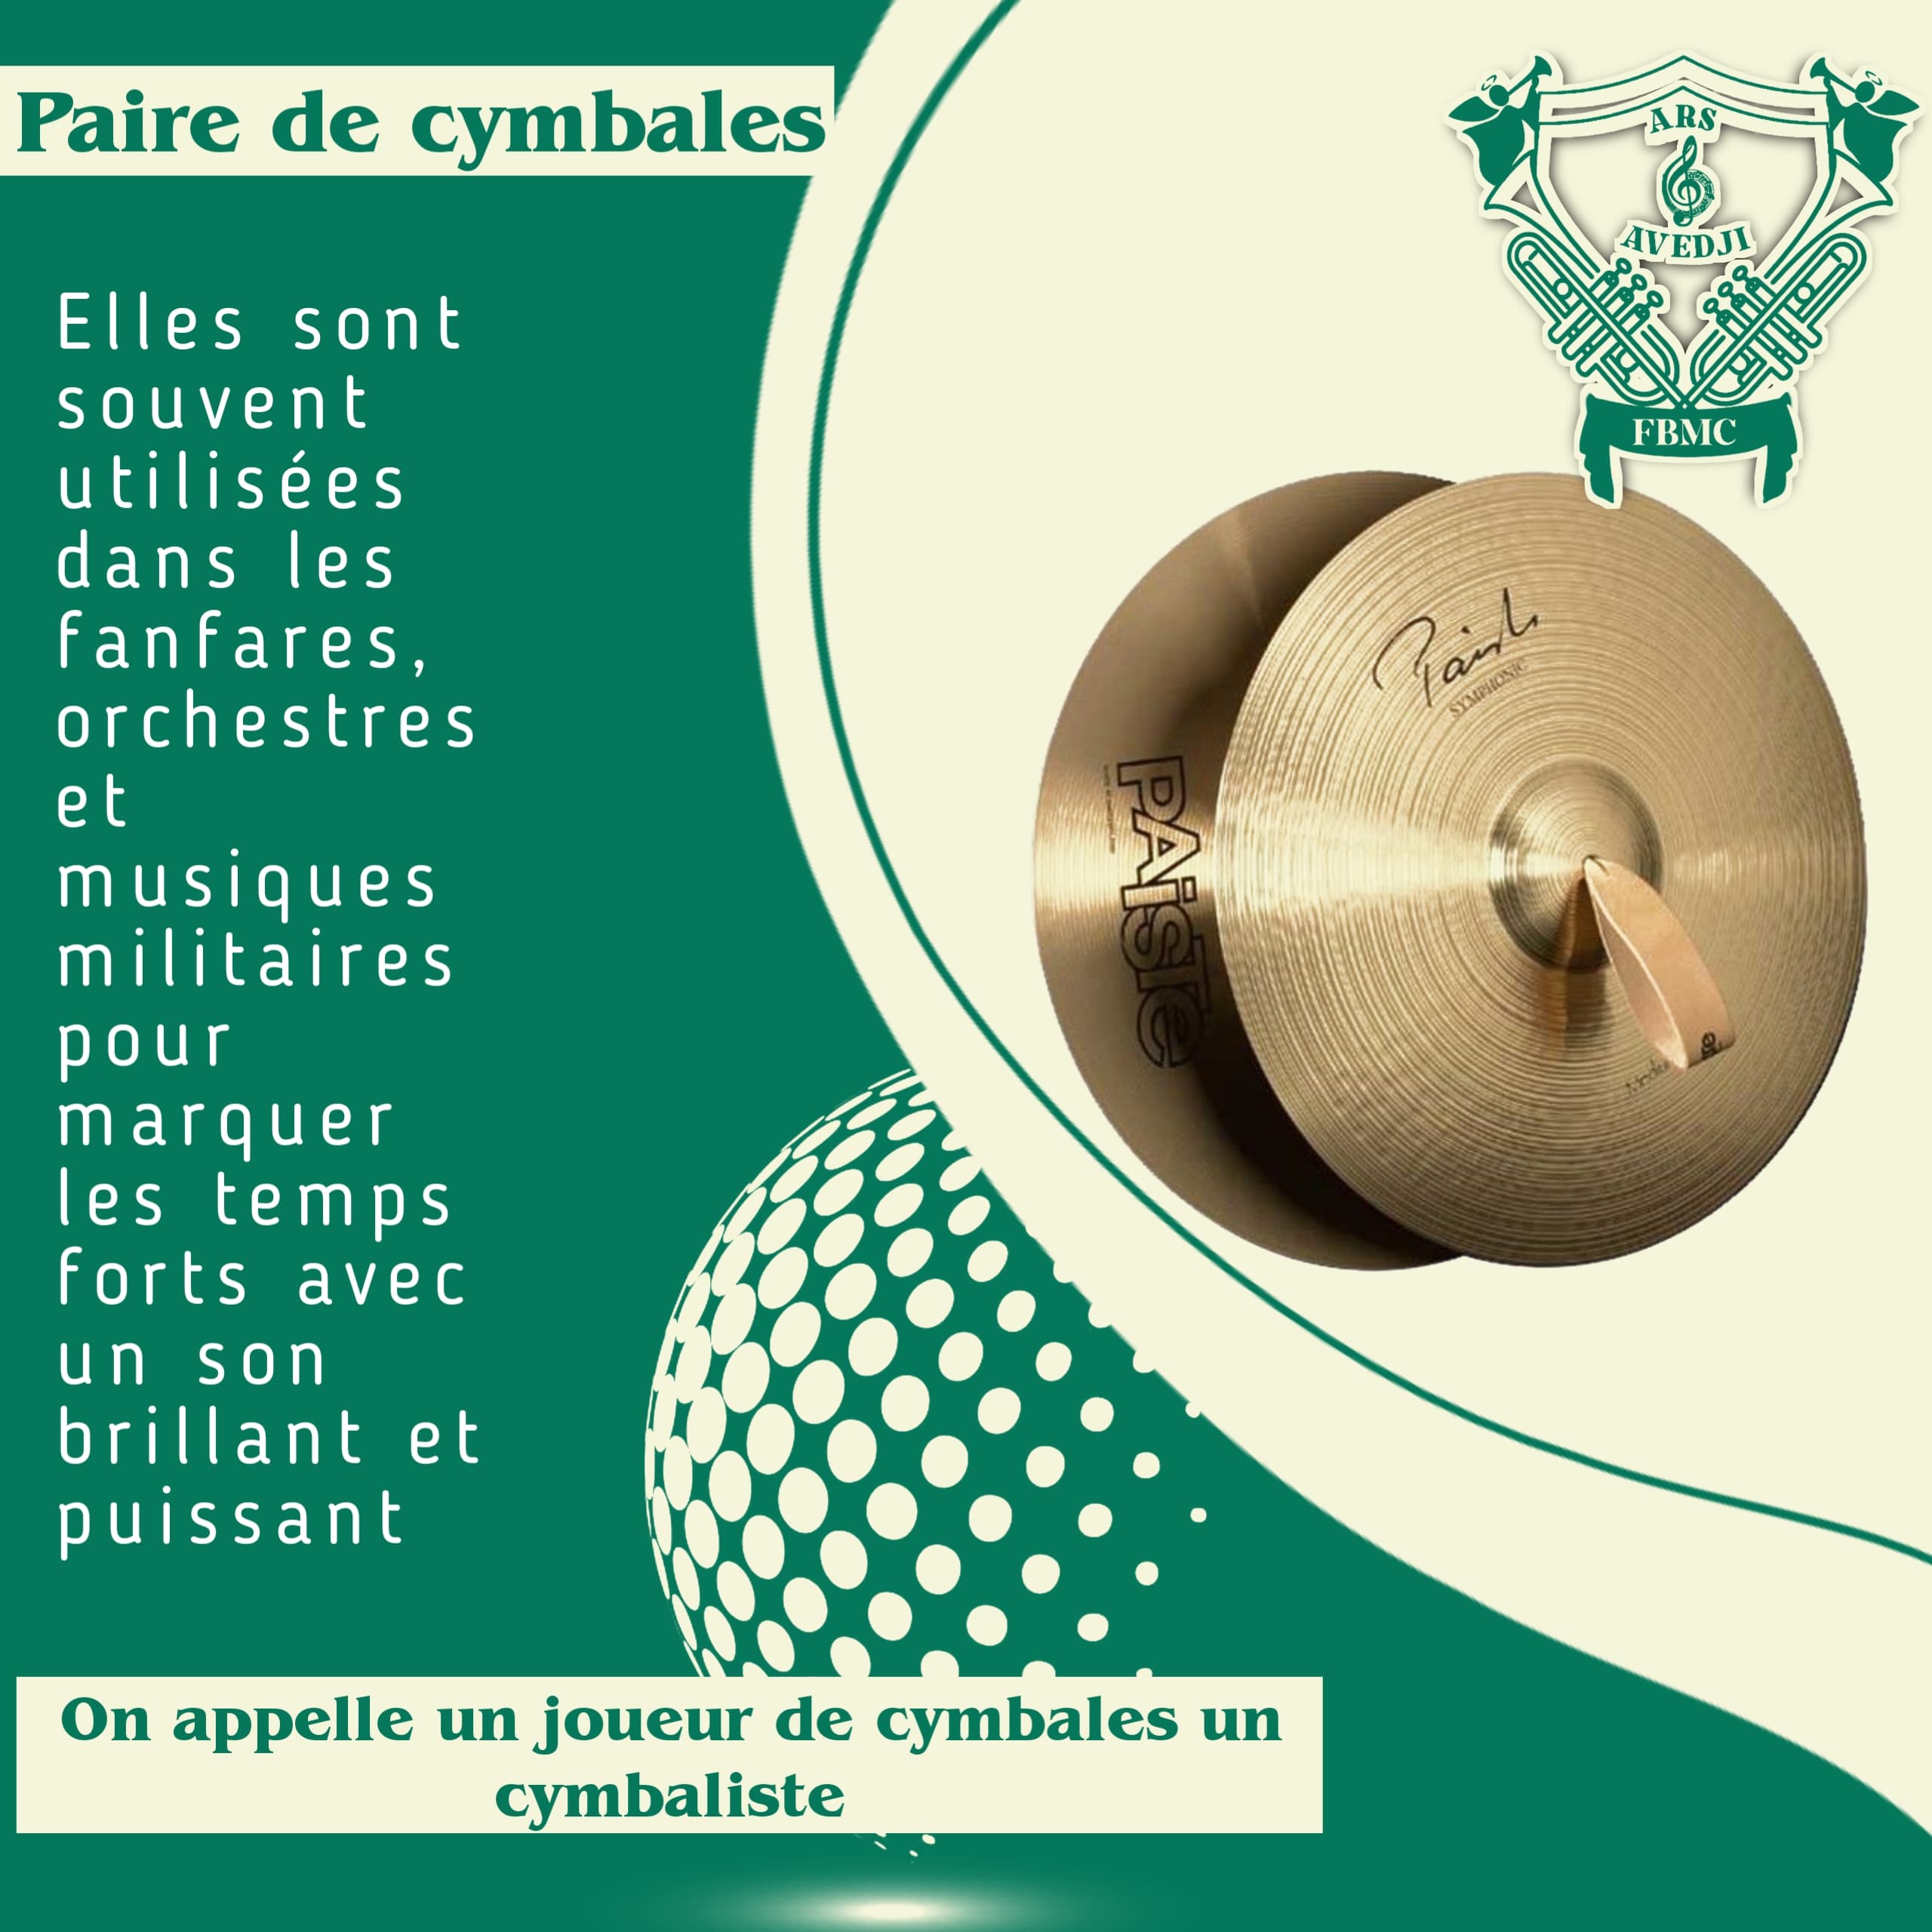 Paire de cymbales
ARS
AVEDJI
FBMC
Elles sont
souvent
utilisées
dans les
fanfares,
orchestres
et
musiques
militaires
pour
marquer
les temps
forts avec
un son
brillant et
puissant
Paiste
SYMPHONIC
PAiSTe
On appelle un joueur de cymbales un
cymbaliste